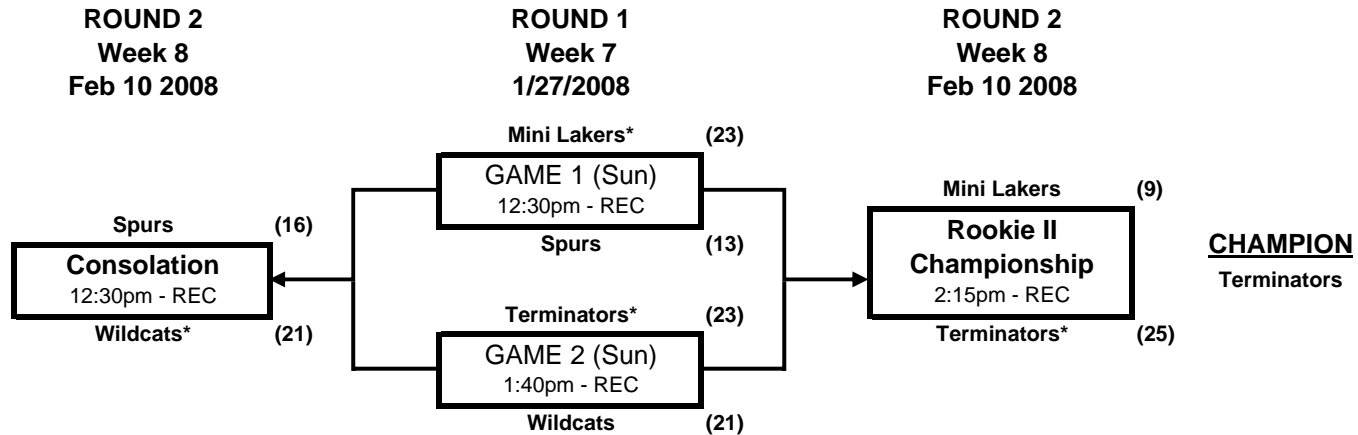 ROUND 2
Week 8
Feb 10 2008
ROUND 1
Week 7
1/27/2008
ROUND 2
Week 8
Feb 10 2008
Spurs (16)
Consolation
12:30pm - REC
Wildcats* (21)
Mini Lakers* (23)
GAME 1 (Sun)
12:30pm - REC
Spurs (13)
Terminators* (23)
GAME 2 (Sun)
1:40pm - REC
Wildcats (21)
Mini Lakers (9)
Rookie II
Championship
2:15pm - REC
Terminators* (25)
CHAMPION
Terminators